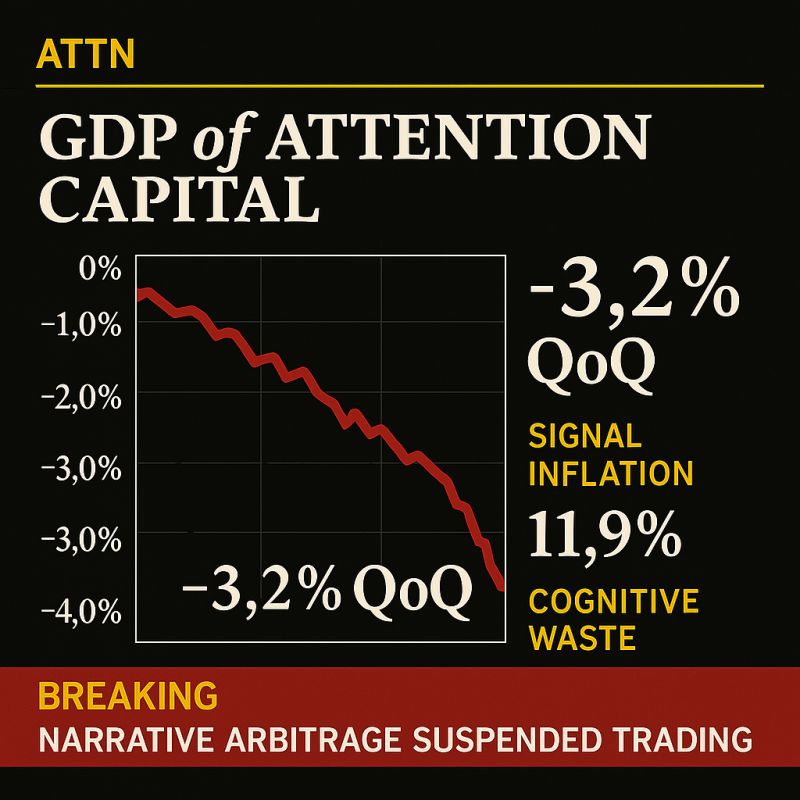 ATTN
GDP of ATTENTION
CAPITAL
0%
-1,0%
-2,0%
-3,0%
-3,0%
-4,0%
-3,2% QoQ
-3,2%
QoQ
SIGNAL
INFLATION
11,9%
COGNITIVE
WASTE
BREAKING
NARRATIVE ARBITRAGE SUSPENDED TRADING